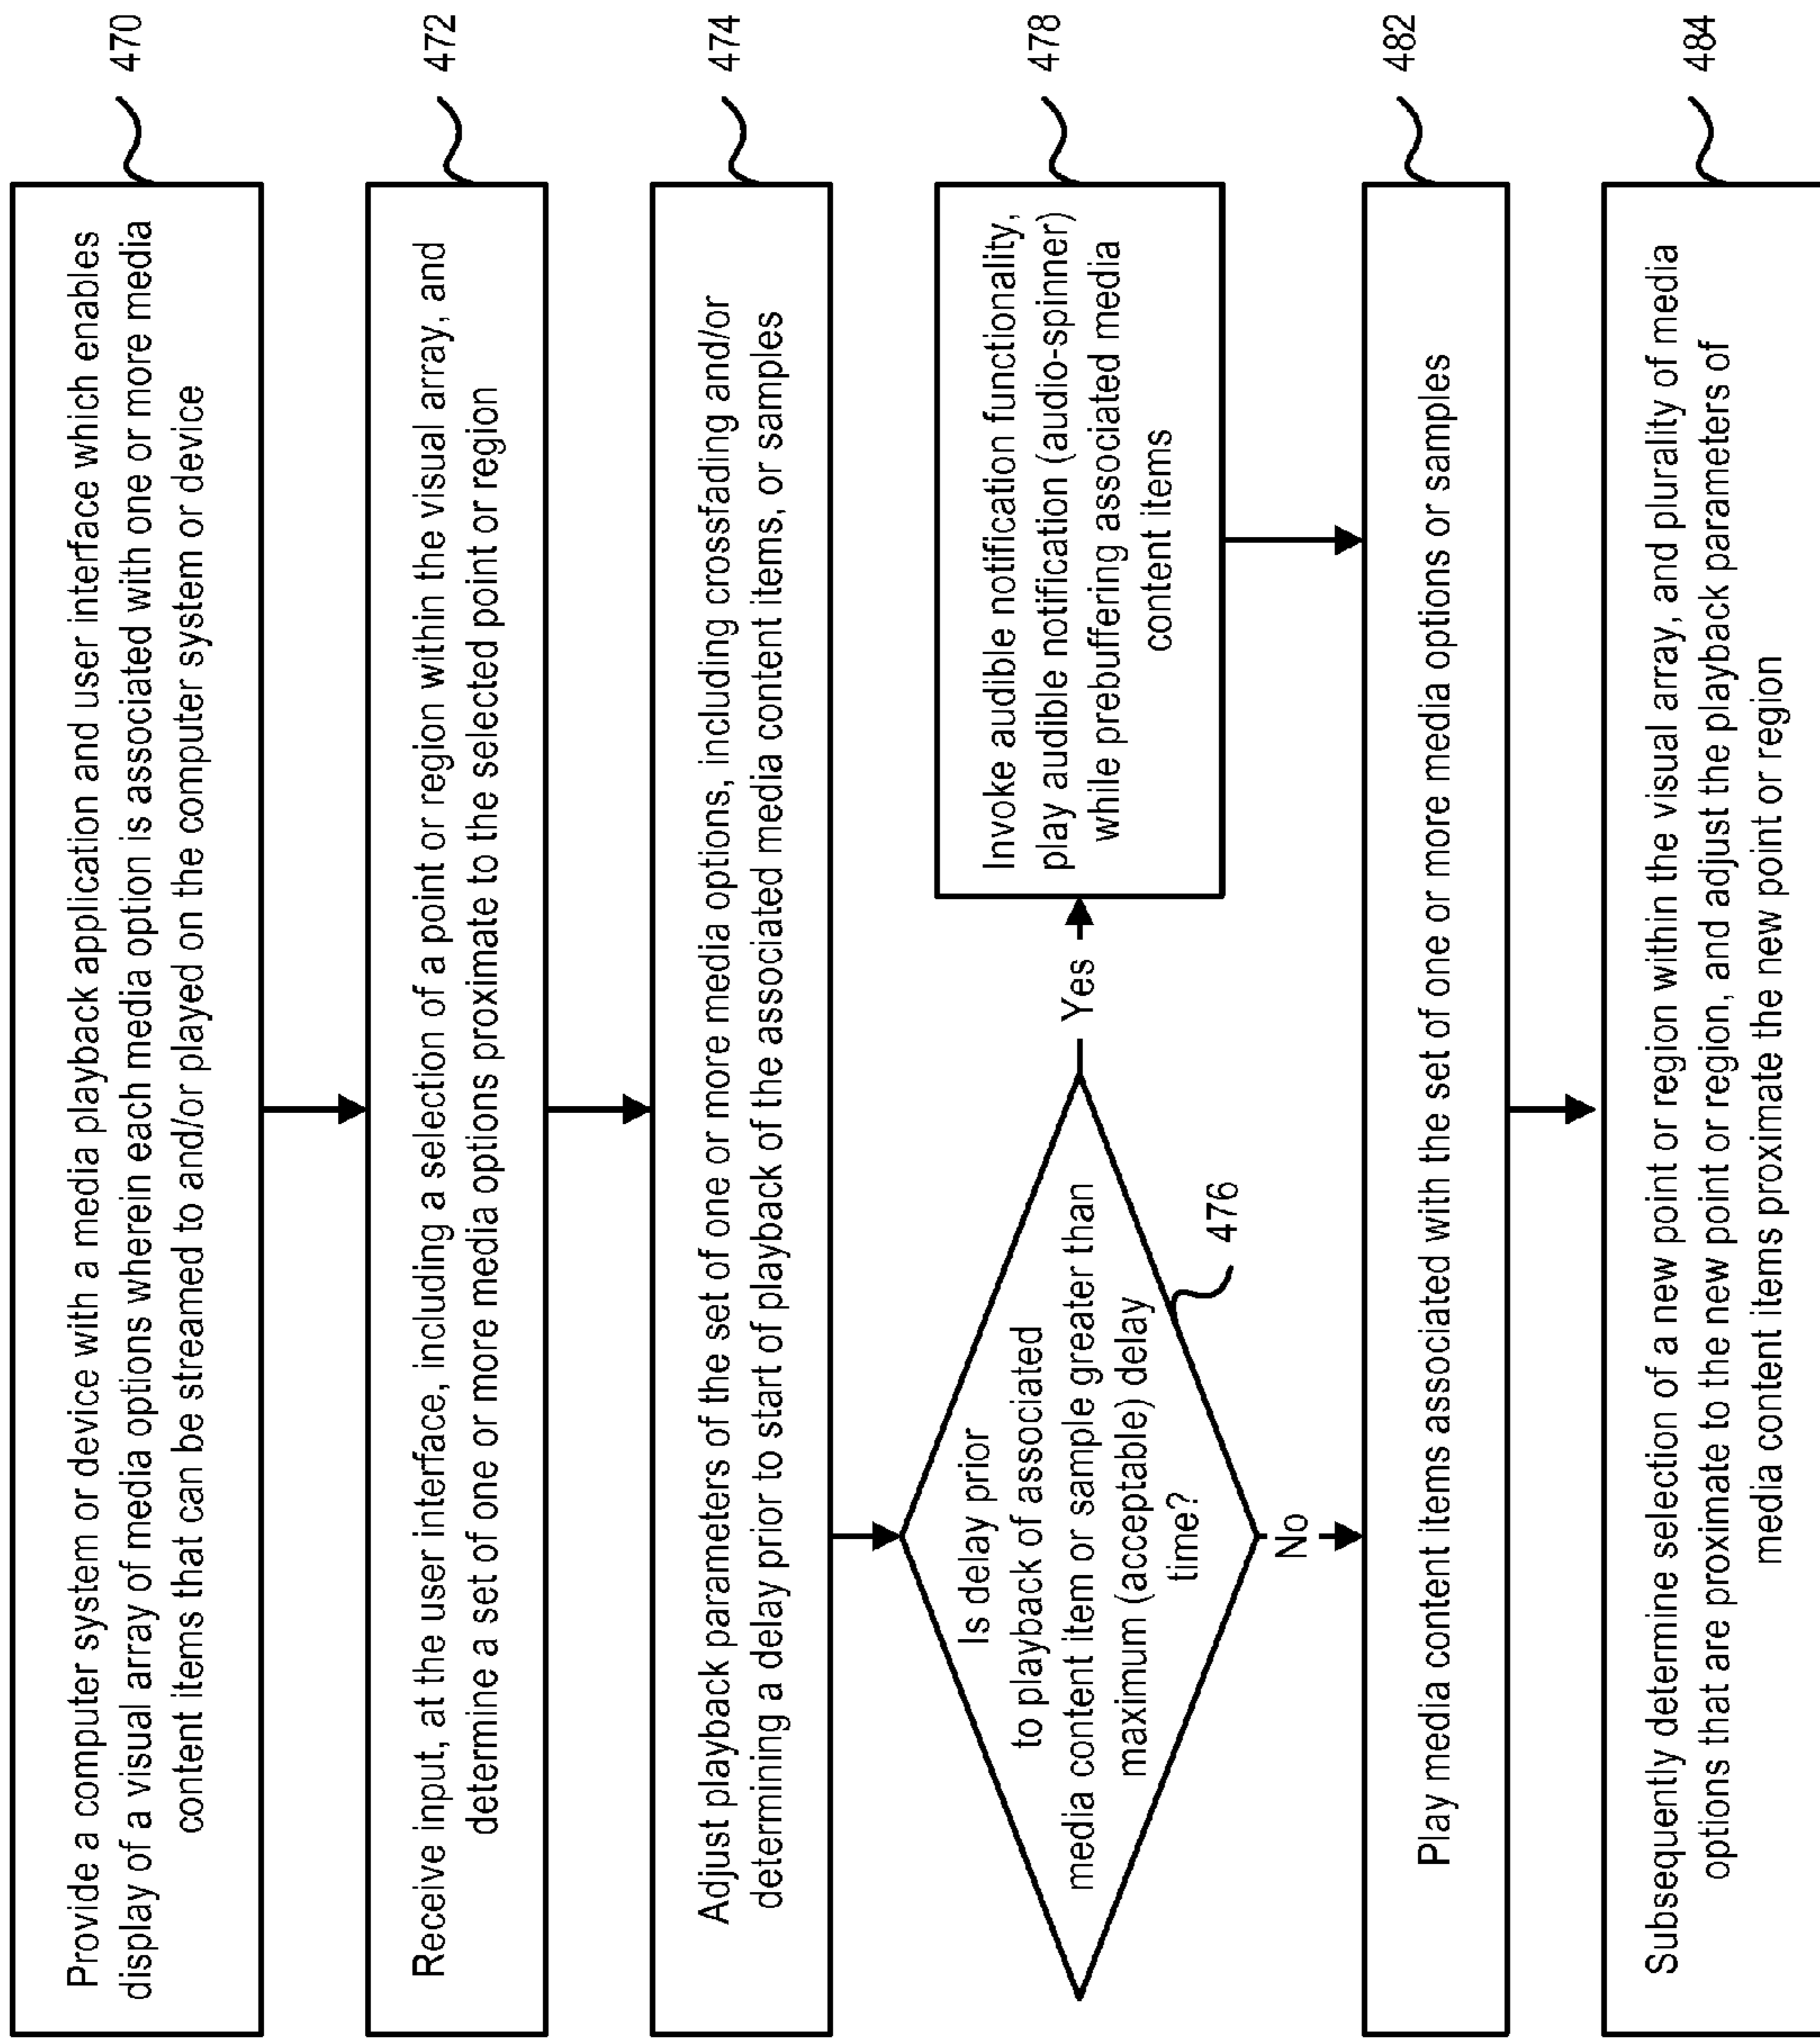 Provide a computer system or device with a media playback application and user interface which enables
display of a visual array of media options wherein each media option is associated with one or more media
content items that can be streamed to and/or played on the computer system or device
470
Receive input, at the user interface, including a selection of a point or region within the visual array, and
determine a set of one or more media options proximate to the selected point or region
472
Adjust playback parameters of the set of one or more media options, including crossfading and/or
determining a delay prior to start of playback of the associated media content items, or samples
474
Is delay prior
to playback of associated
media content item or sample greater than
maximum (acceptable) delay
time?
476
Yes
No
Invoke audible notification functionality,
play audible notification (audio-spinner)
while prebuffering associated media
content items
478
Play media content items associated with the set of one or more media options or samples
482
Subsequently determine selection of a new point or region within the visual array, and plurality of media
options that are proximate to the new point or region, and adjust the playback parameters of
media content items proximate the new point or region
484